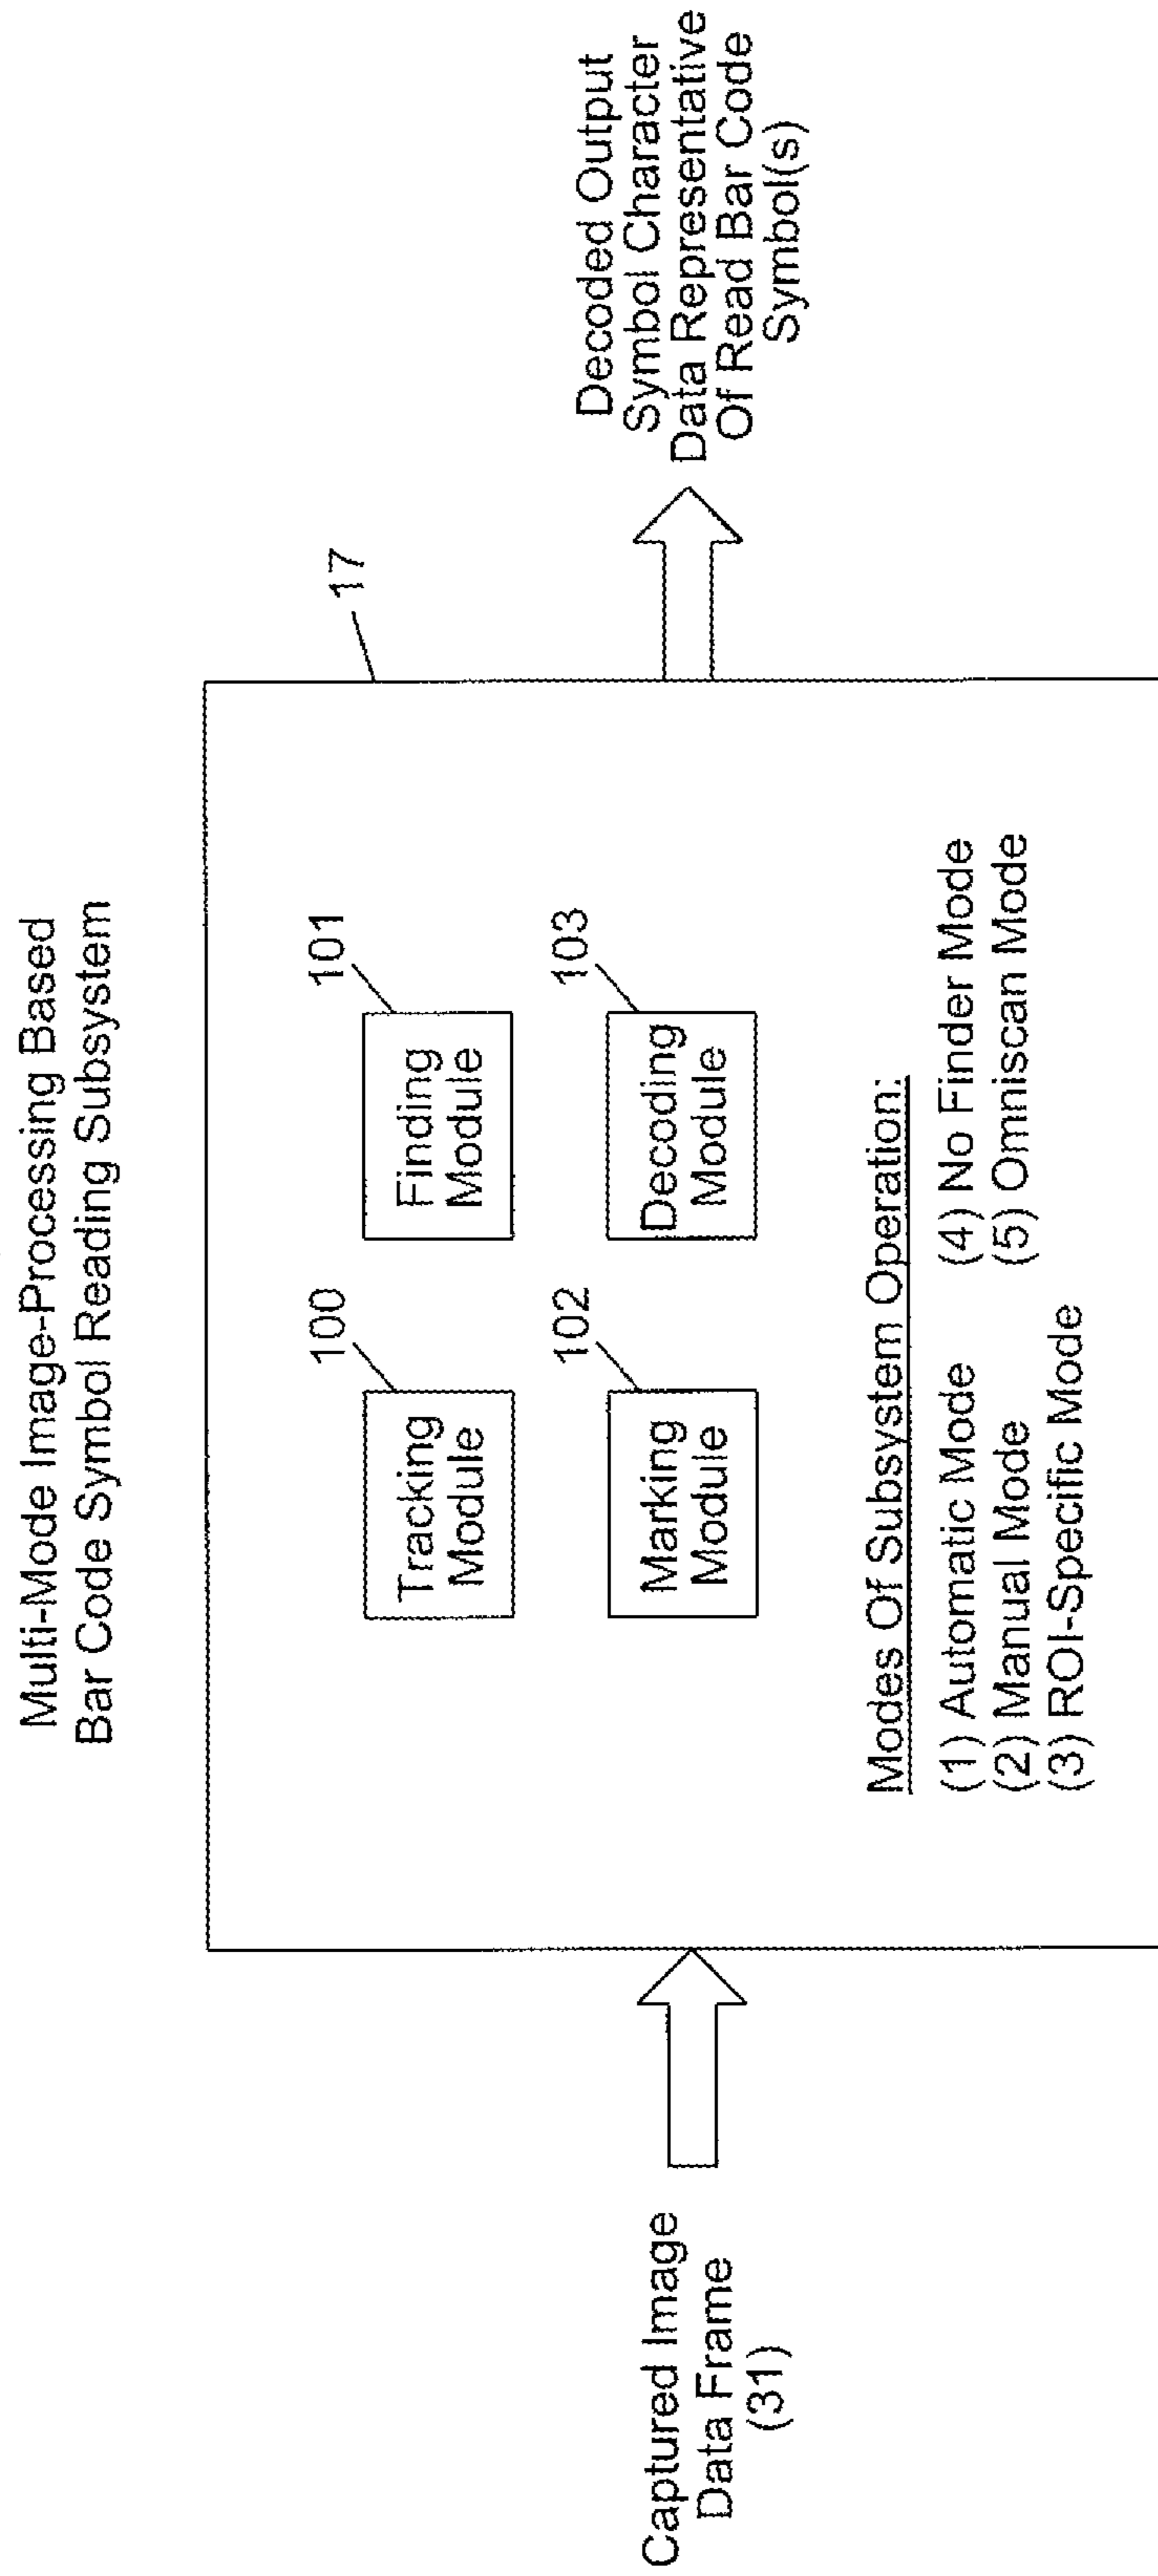 Multi-Mode Image-Processing Based
Bar Code Symbol Reading Subsystem
17
Captured Image
Data Frame
(31)
100
Tracking
Module
101
Finding
Module
102
Marking
Module
103
Decoding
Module
Modes Of Subsystem Operation:
(1) Automatic Mode
(2) Manual Mode
(3) ROI-Specific Mode
(4) No Finder Mode
(5) Omniscan Mode
Decoded Output
Symbol Character
Data Representative
Of Read Bar Code
Symbol(s)